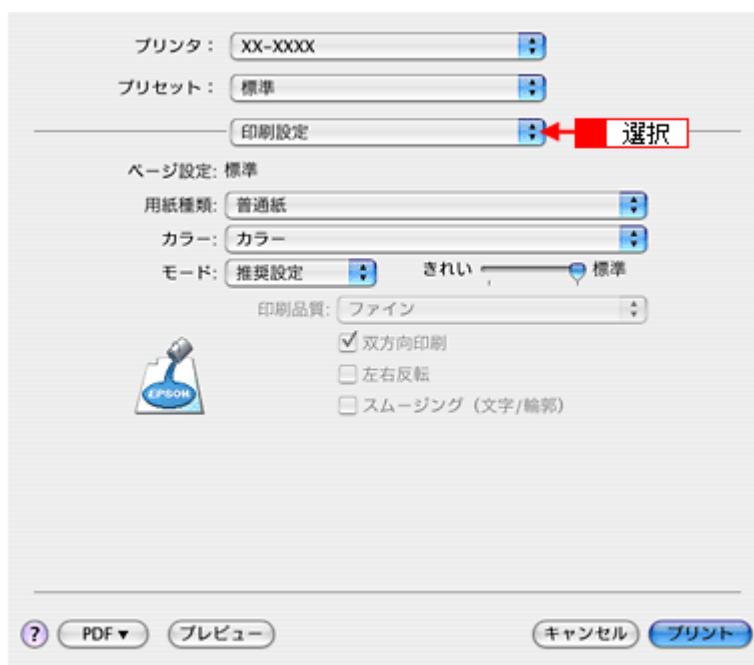 プリンタ： XX-XXXX
プリセット： 標準
印刷設定 選択
ページ設定: 標準
用紙種類: 普通紙
カラー: カラー
モード: 推奨設定 きれい 標準
印刷品質: ファイン
双方向印刷
左右反転
スムージング（文字/輪郭）
EPSON
? PDF▼ プレビュー キャンセル プリント